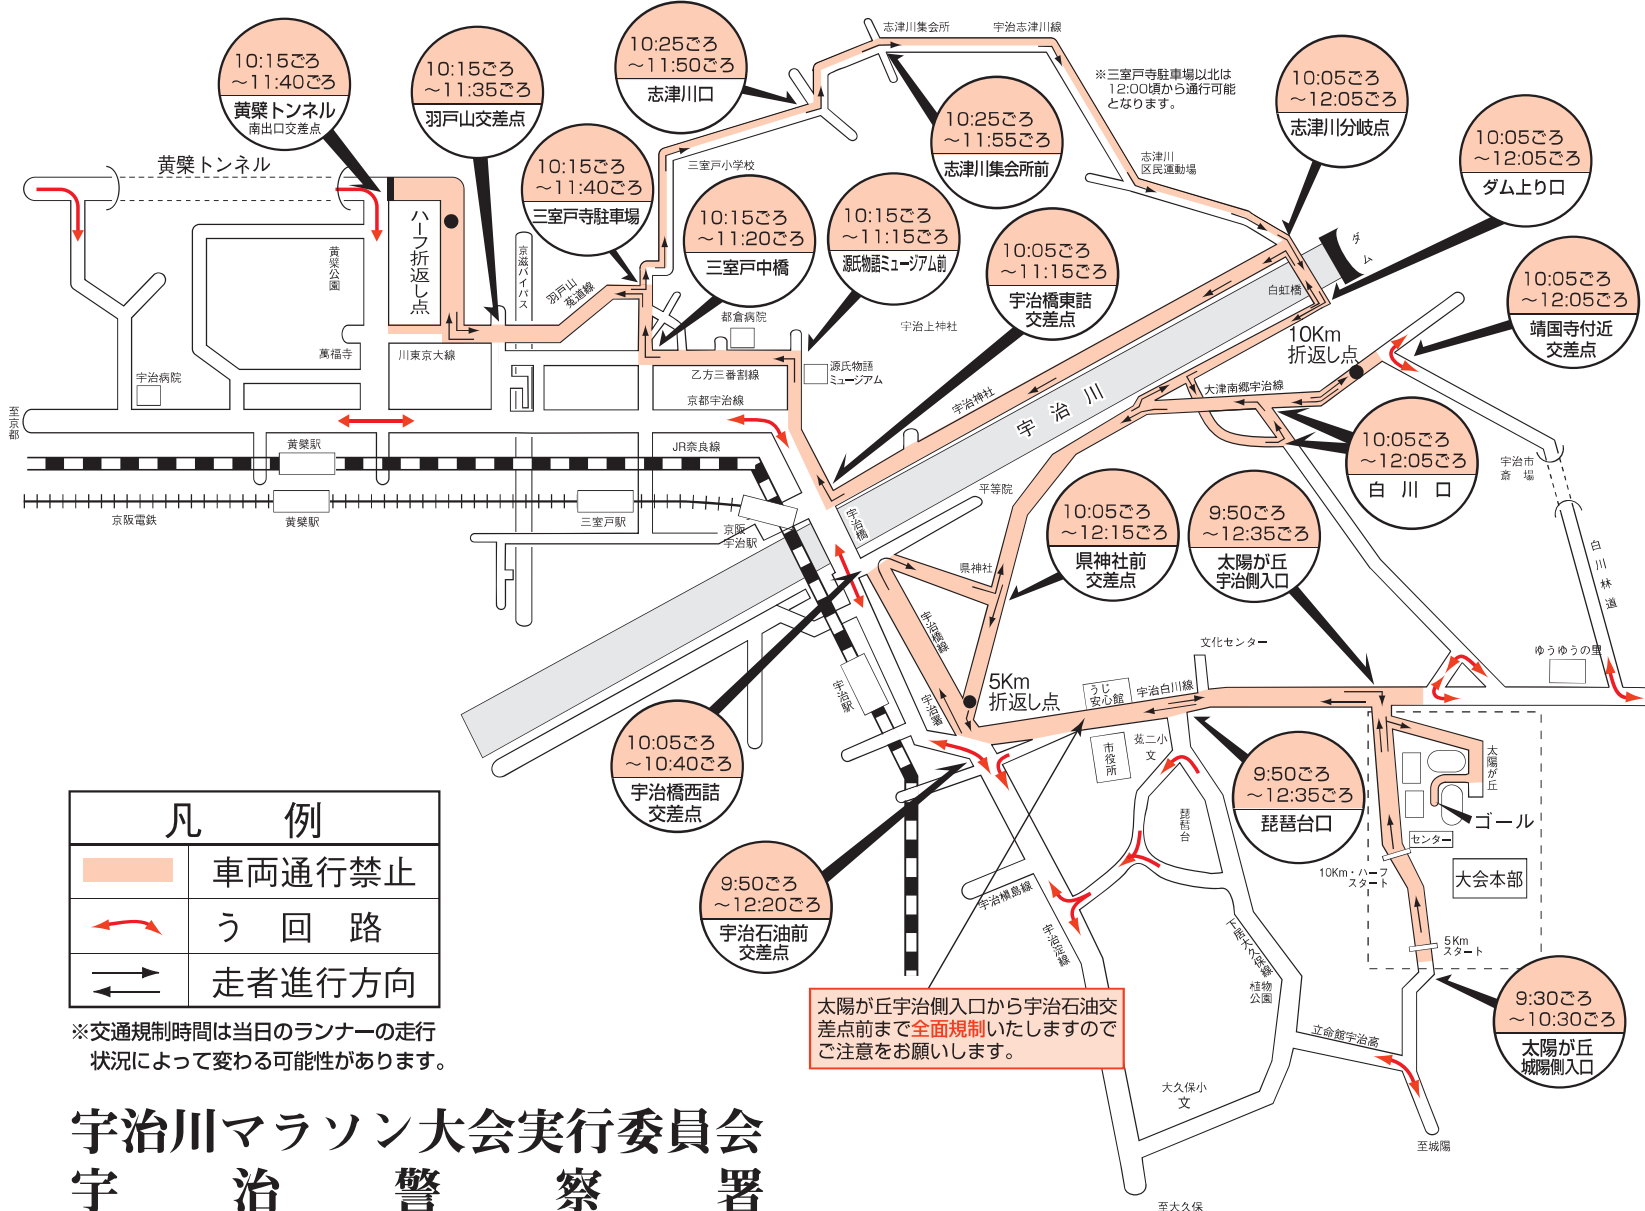 10:15ごろ
～11:40ごろ
黄檗トンネル
南出口交差点
10:15ごろ
～11:35ごろ
羽戸山交差点
10:25ごろ
～11:50ごろ
志津川口
10:15ごろ
～11:40ごろ
三室戸寺駐車場
10:15ごろ
～11:20ごろ
三室戸中橋
10:15ごろ
～11:15ごろ
源氏物語ミュージアム前
10:25ごろ
～11:55ごろ
志津川集会所前
10:05ごろ
～11:15ごろ
宇治橋東詰
交差点
10:05ごろ
～12:05ごろ
志津川分岐点
10:05ごろ
～12:05ごろ
ダム上り口
10:05ごろ
～12:05ごろ
靖国寺付近
交差点
10:05ごろ
～12:05ごろ
白川口
10:05ごろ
～12:15ごろ
県神社前
交差点
9:50ごろ
～12:35ごろ
太陽が丘
宇治側入口
10:05ごろ
～10:40ごろ
宇治橋西詰
交差点
9:50ごろ
～12:20ごろ
宇治石油前
交差点
9:50ごろ
～12:35ごろ
琵琶台口
9:30ごろ
～10:30ごろ
太陽が丘
城陽側入口
志津川集会所
宇治志津川線
※三室戸寺駐車場以北は
12:00頃から通行可能
となります。
志津川
区民運動場
三室戸小学校
黄檗トンネル
ハーフ折返し点
黄檗公園
京滋バイパス
羽戸山
菟道線
都倉病院
宇治上神社
萬福寺
川東京大線
宇治病院
乙方三番割線
源氏物語
ミュージアム
京都宇治線
至京都
黄檗駅
JR奈良線
京阪電鉄
黄檗駅
三室戸駅
京阪
宇治駅
宇治神社
宇治川
白虹橋
ダム
10Km
折返し点
大津南郷宇治線
宇治市
斎場
白川林道
平等院
宇治橋
県神社
宇治橋線
宇治署
宇治駅
5Km
折返し点
うじ
安心館
宇治白川線
文化センター
ゆうゆうの里
市役所
菟二小
文
琵琶台
太陽が丘
ゴール
センター
10Km・ハーフ
スタート
大会本部
5Km
スタート
宇治槇島線
宇治淀線
下居大久保線
植物
公園
立命館宇治高
大久保小
文
至城陽
至大久保
凡例
車両通行禁止
う回路
走者進行方向
※交通規制時間は当日のランナーの走行
状況によって変わる可能性があります。
太陽が丘宇治側入口から宇治石油交
差点前まで全面規制いたしますので
ご注意をお願いします。
宇治川マラソン大会実行委員会
宇治警察署